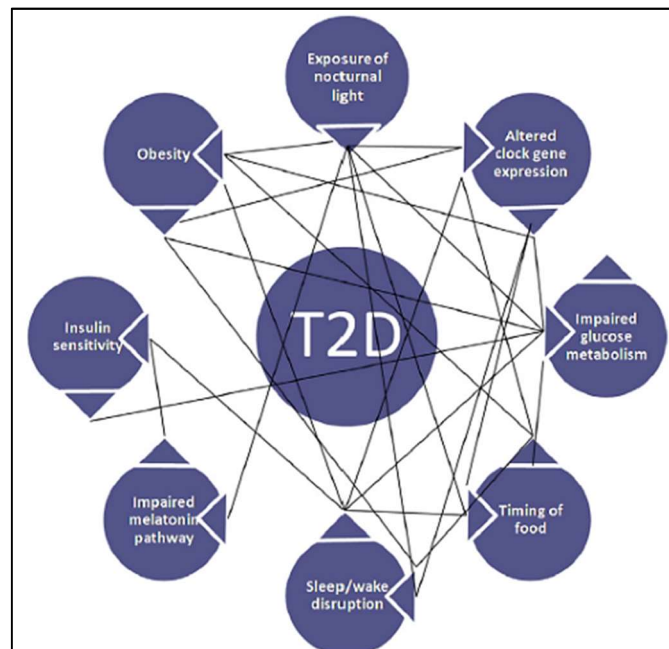 Exposure of
nocturnal
light
Obesity
Altered
clock gene
expression
T2D
Insulin
sensitivity
Impaired
glucose
metabolism
Impaired
melatonin
pathway
Timing of
food
Sleep/wake
disruption